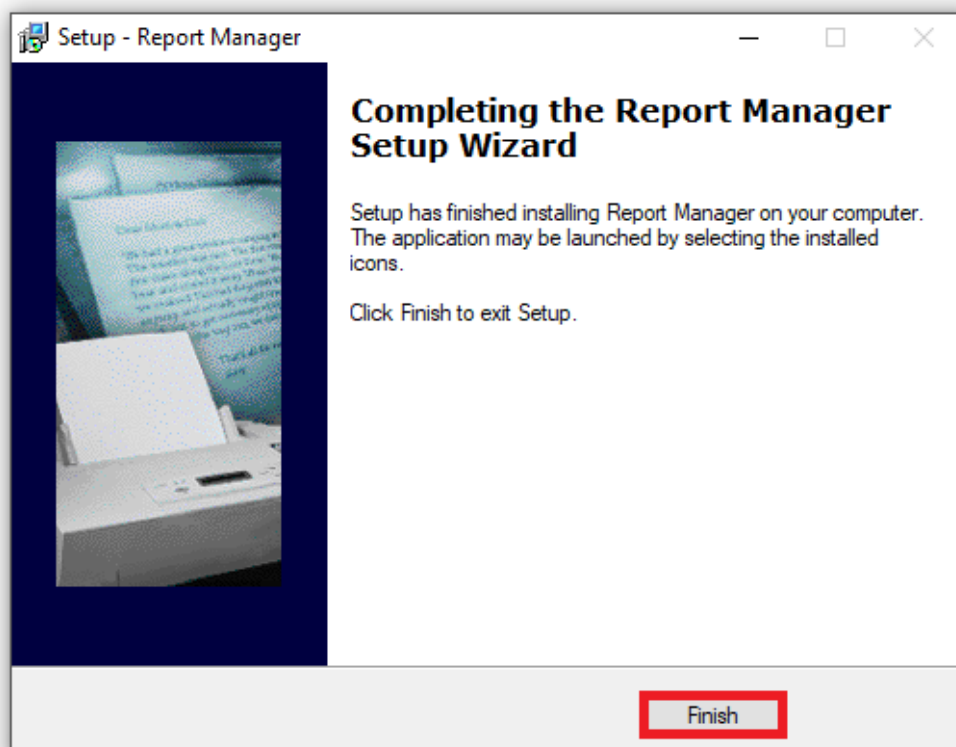 Setup - Report Manager
Completing the Report Manager
Setup Wizard
Setup has finished installing Report Manager on your computer.
The application may be launched by selecting the installed
icons.
Click Finish to exit Setup.
Finish